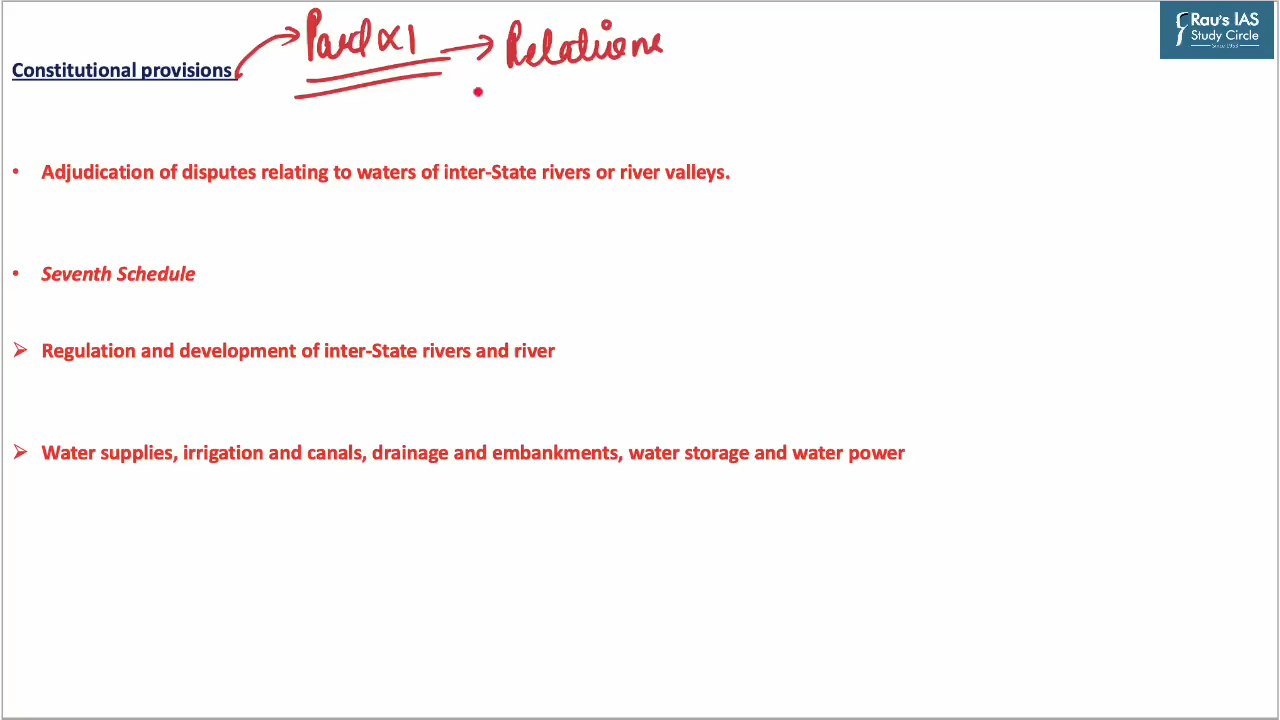 Part XI → Relations
Rau's IAS
Study Circle
Since 1953
Constitutional provisions
• Adjudication of disputes relating to waters of inter-State rivers or river valleys.
• Seventh Schedule
➢ Regulation and development of inter-State rivers and river
➢ Water supplies, irrigation and canals, drainage and embankments, water storage and water power